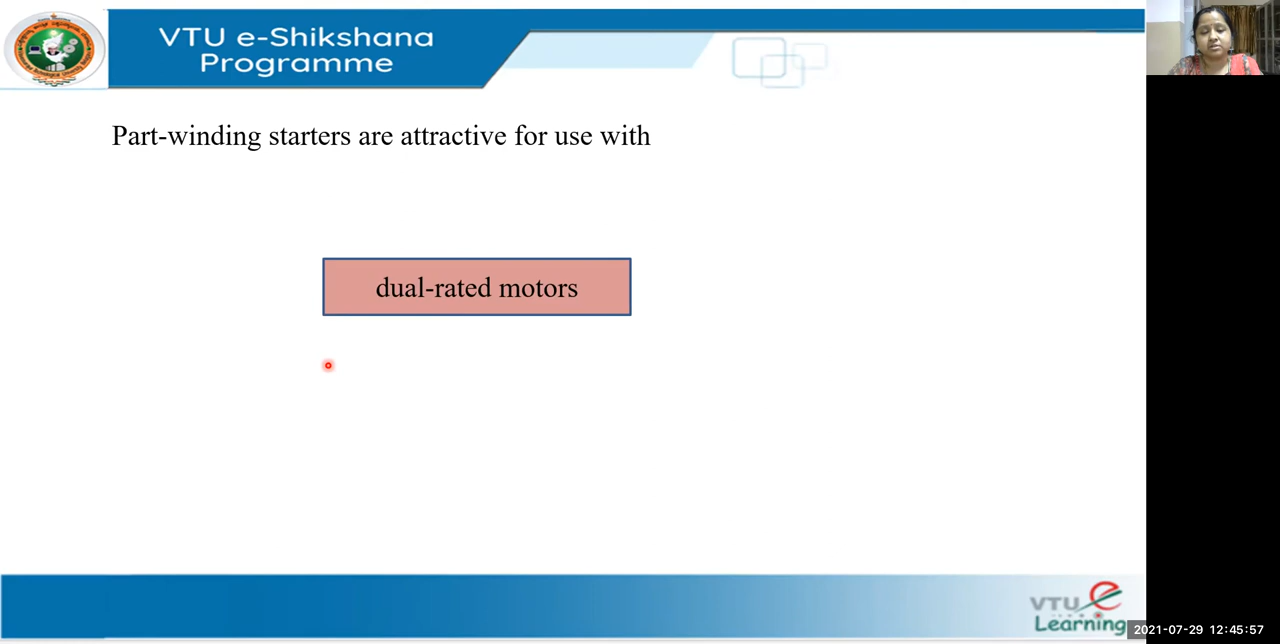 VTU e-Shikshana
Programme
Part-winding starters are attractive for use with
dual-rated motors
VTU
Learning
2021-07-29 12:45:57